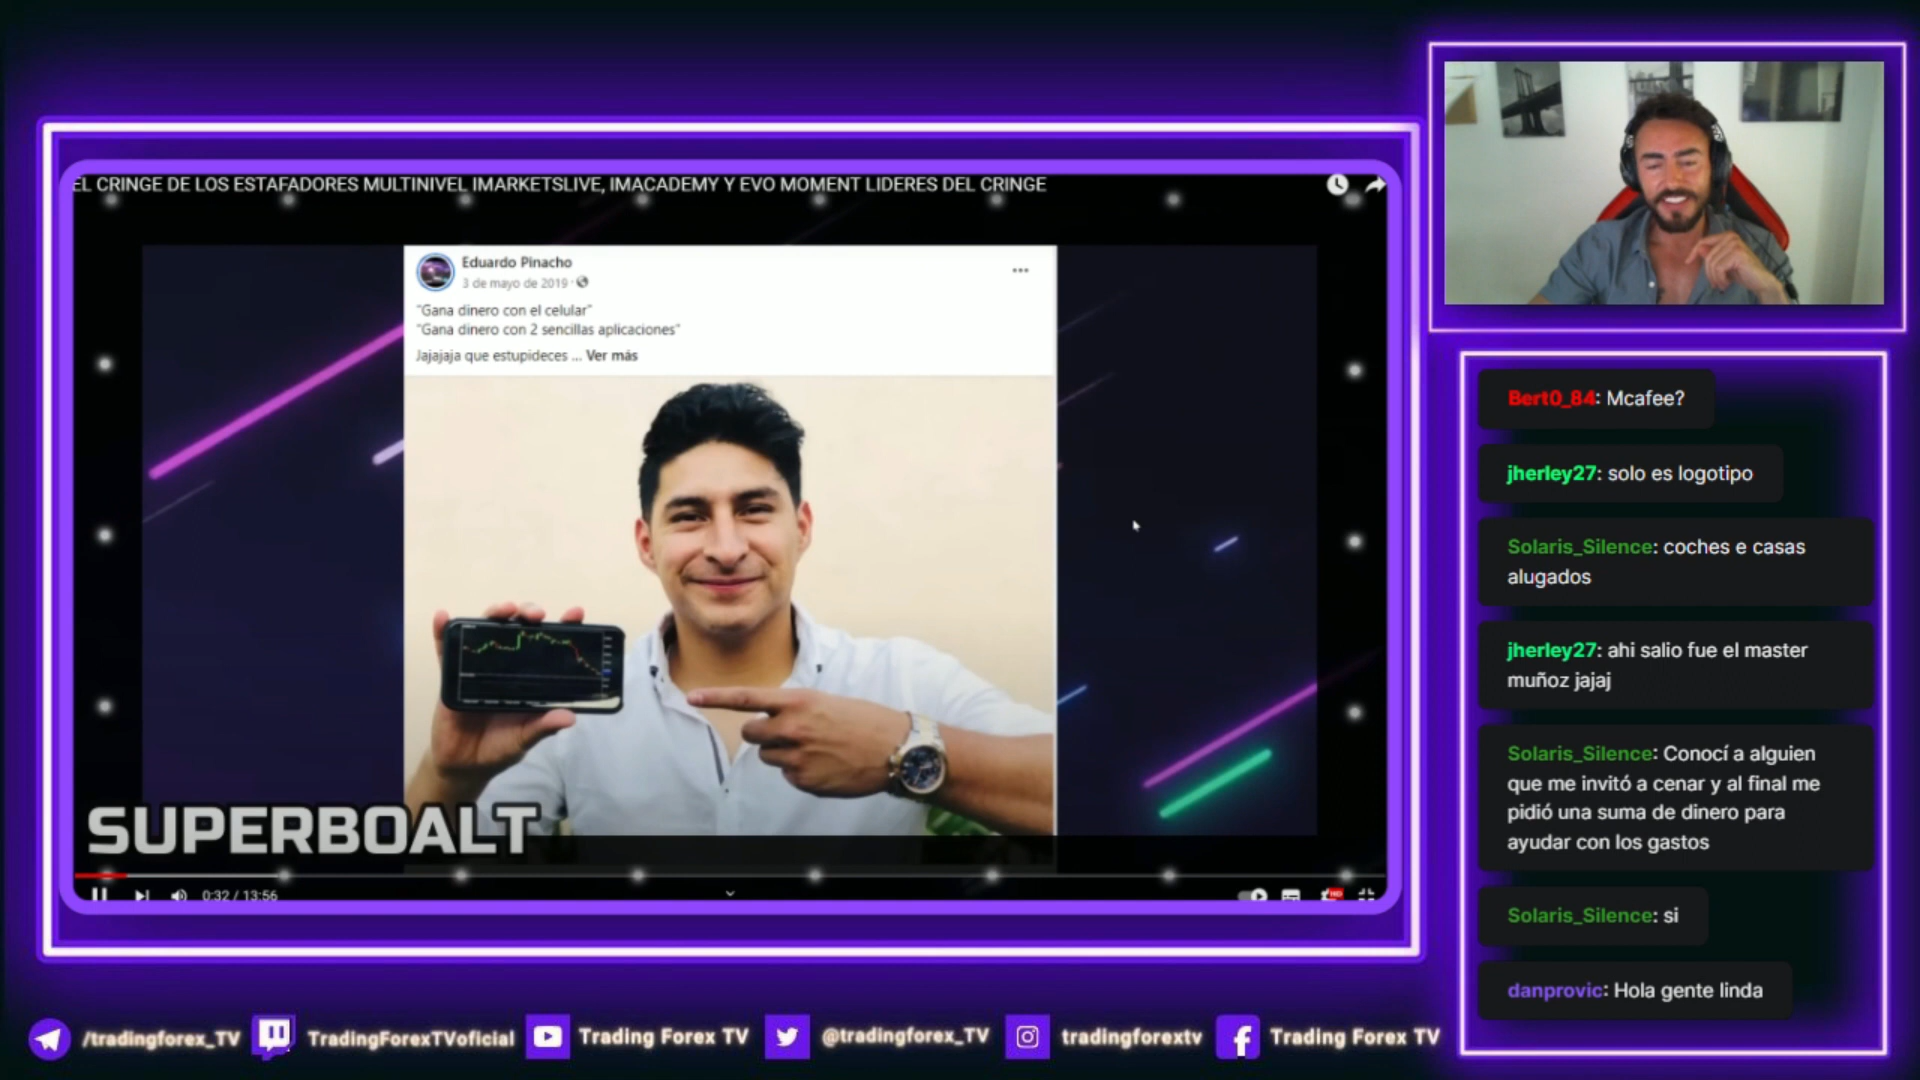 EL CRINGE DE LOS ESTAFADORES MULTINIVEL IMARKETSLIVE, IMACADEMY Y EVO MOMENT LIDERES DEL CRINGE
Eduardo Pinacho
3 de mayo de 2019 ·
"Gana dinero con el celular"
"Gana dinero con 2 sencillas aplicaciones"
Jajajaja que estupideces ... Ver más
SUPERBOALT
0:32 / 13:56
HD
Bert0_84: Mcafee?
jherley27: solo es logotipo
Solaris_Silence: coches e casas
alugados
jherley27: ahi salio fue el master
muñoz jajaj
Solaris_Silence: Conocí a alguien
que me invitó a cenar y al final me
pidió una suma de dinero para
ayudar con los gastos
Solaris_Silence: si
danprovic: Hola gente linda
/tradingforex_TV
TradingForexTVoficial
Trading Forex TV
@tradingforex_TV
tradingforextv
Trading Forex TV